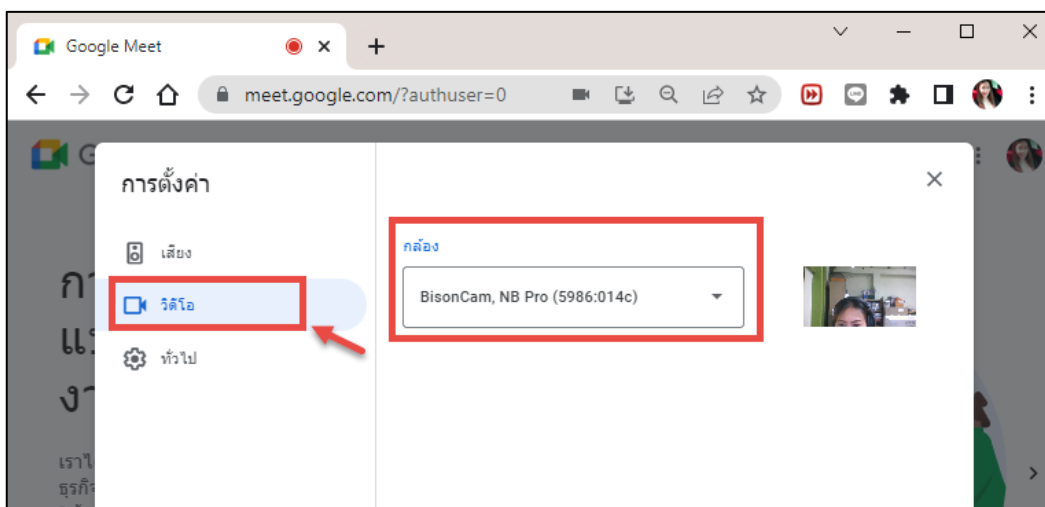 Google Meet
meet.google.com/?authuser=0
การตั้งค่า
เสียง
วิดีโอ
ทั่วไป
กล้อง
BisonCam, NB Pro (5986:014c)